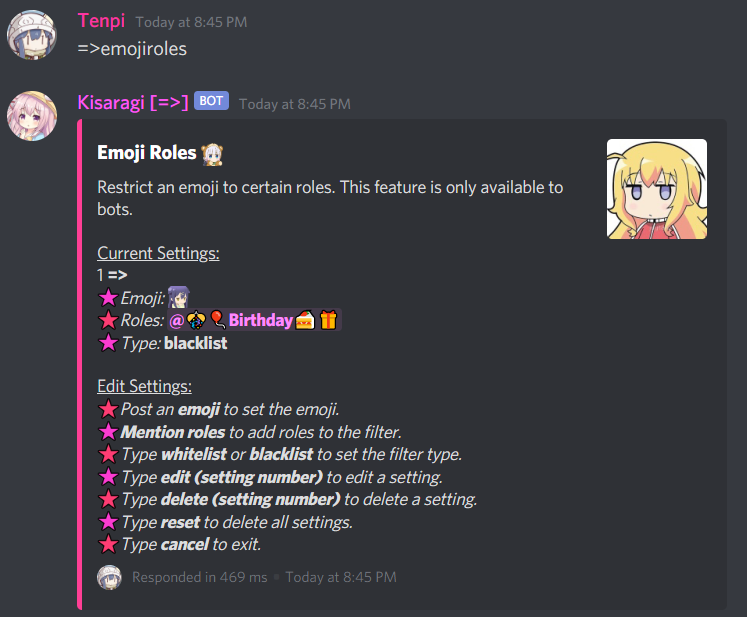 Tenpi Today at 8:45 PM
=>emojiroles
Kisaragi [=>] BOT Today at 8:45 PM
Emoji Roles
Restrict an emoji to certain roles. This feature is only available to
bots.
Current Settings:
1 =>
Emoji:
Roles: @🎊🎈Birthday🍰🎁
Type: blacklist
Edit Settings:
Post an emoji to set the emoji.
Mention roles to add roles to the filter.
Type whitelist or blacklist to set the filter type.
Type edit (setting number) to edit a setting.
Type delete (setting number) to delete a setting.
Type reset to delete all settings.
Type cancel to exit.
Responded in 469 ms • Today at 8:45 PM